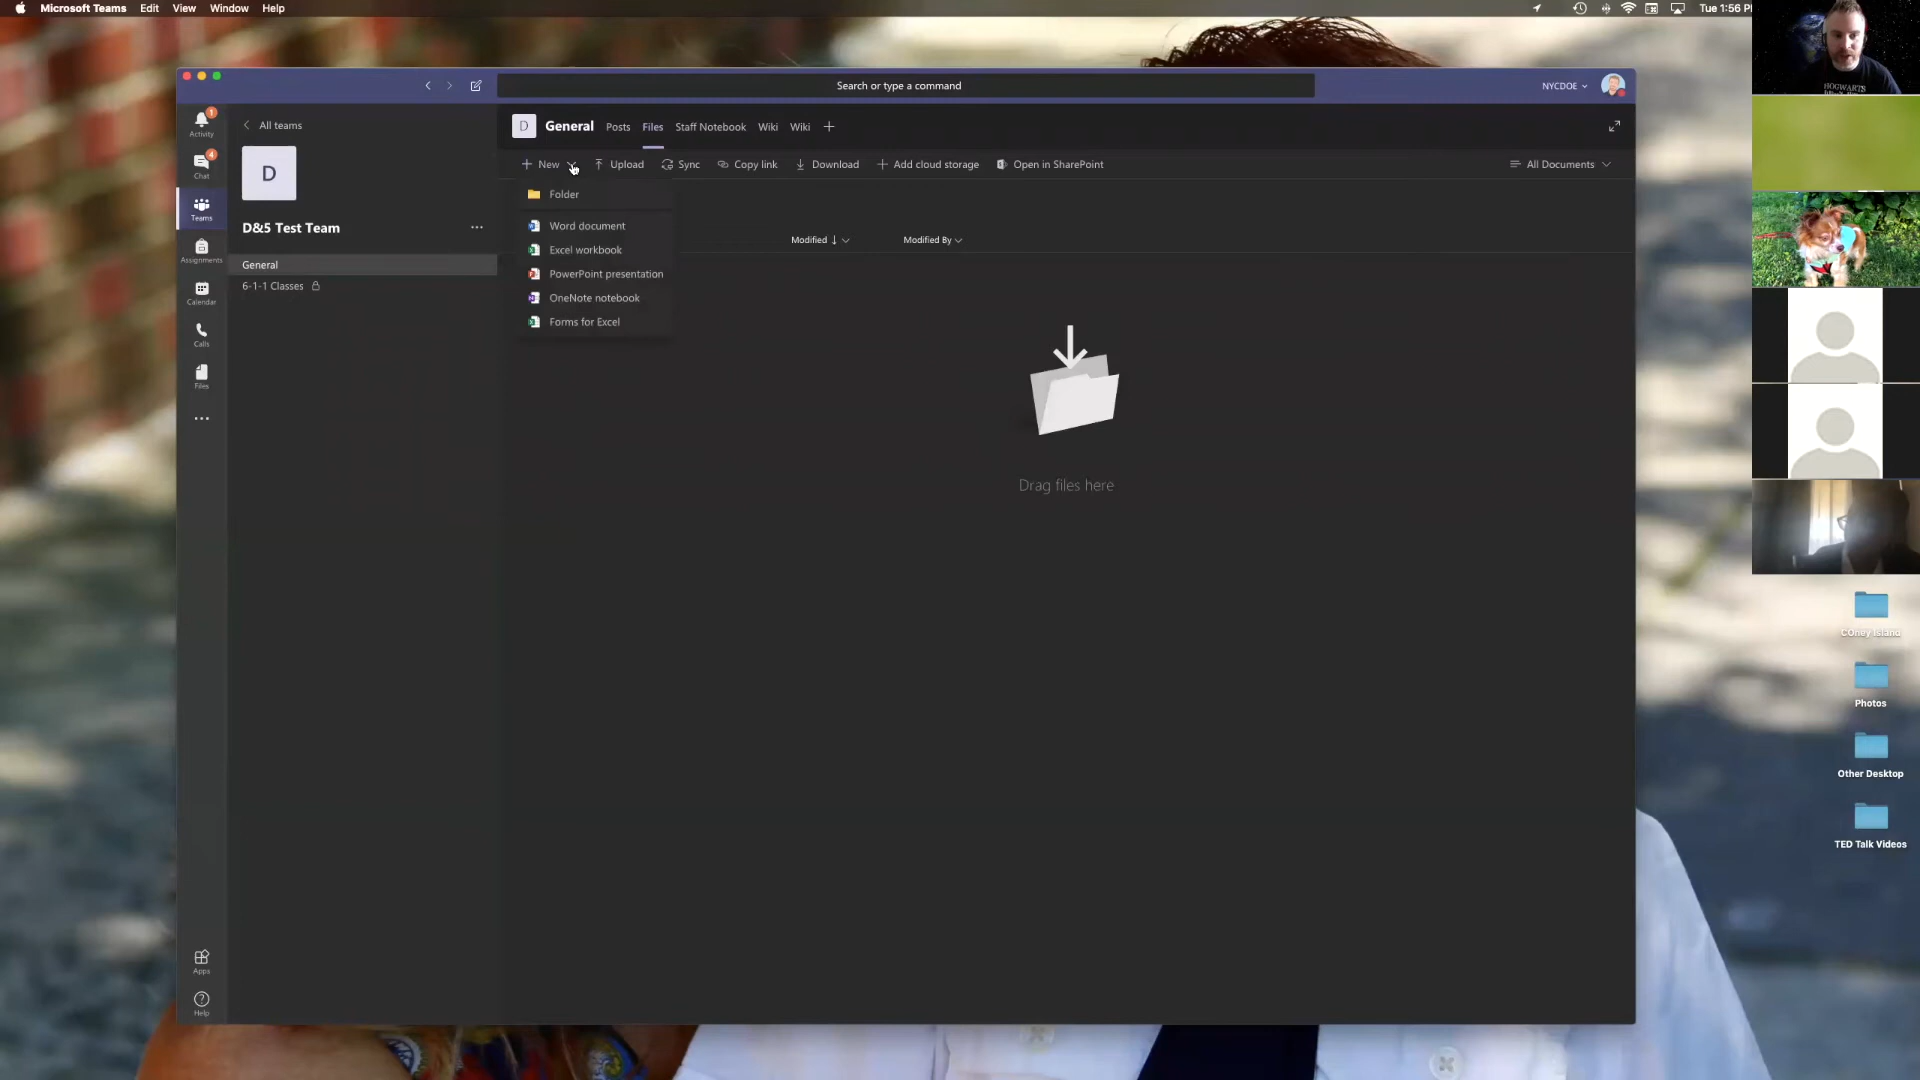 Microsoft Teams Edit View Window Help
Tue 1:56 P
HOGWARTS
Search or type a command
NYCDOE
1
Activity
4
Chat
Teams
Assignments
Calendar
Calls
Files
Apps
Help
All teams
D
D&5 Test Team
General
6-1-1 Classes
D General Posts Files Staff Notebook Wiki Wiki
New Upload Sync Copy link Download Add cloud storage Open in SharePoint All Documents
Folder
Word document
Excel workbook
PowerPoint presentation
OneNote notebook
Forms for Excel
Modified Modified By
Drag files here
COney Island
Photos
Other Desktop
TED Talk Videos